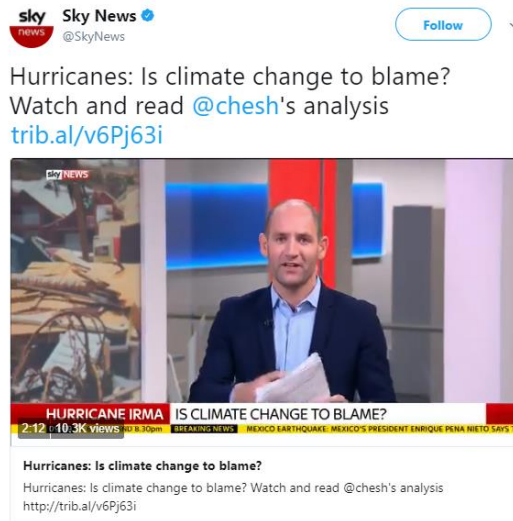 sky
news
Sky News
@SkyNews
Follow
Hurricanes: Is climate change to blame?
Watch and read @chesh's analysis
trib.al/v6Pj63i
sky NEWS
HURRICANE IRMA IS CLIMATE CHANGE TO BLAME?
2:12 10.3K views
8.30pm BREAKING NEWS MEXICO EARTHQUAKE: MEXICO'S PRESIDENT ENRIQUE PENA NIETO SAYS
Hurricanes: Is climate change to blame?
Hurricanes: Is climate change to blame? Watch and read @chesh's analysis
http://trib.al/v6Pj63i